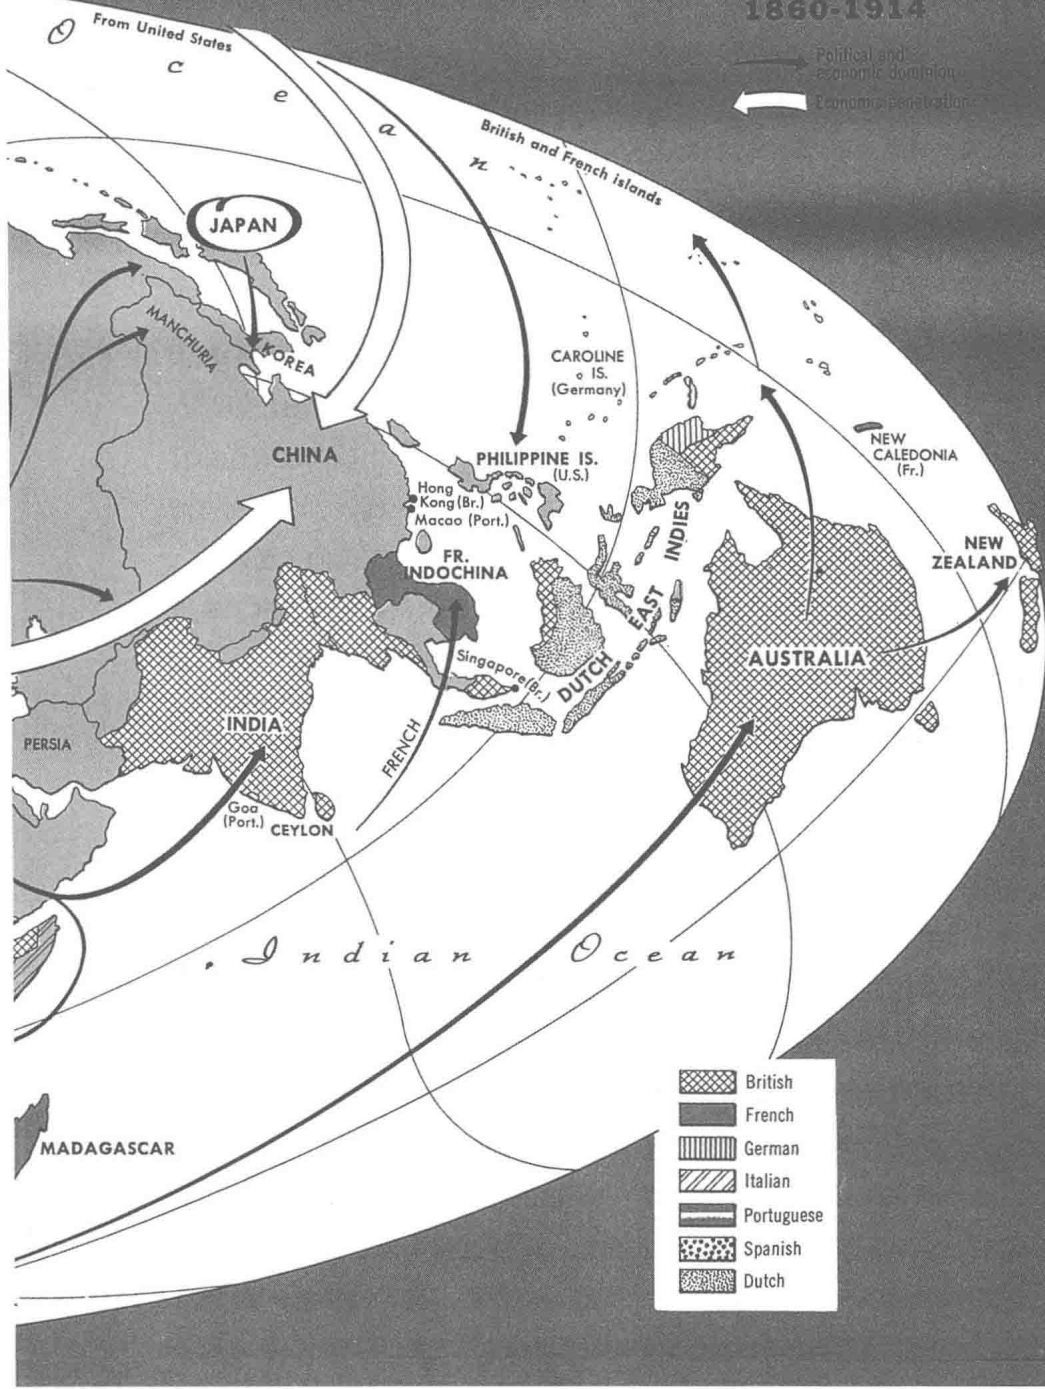 1860-1914
Political and
economic dominion
Economic penetration
From United States
O c e a n
British and French islands
JAPAN
MANCHURIA
KOREA
CAROLINE
IS.
(Germany)
CHINA
PHILIPPINE IS.
(U.S.)
NEW
CALEDONIA
(Fr.)
Hong
Kong (Br.)
Macao (Port.)
FR.
INDOCHINA
DUTCH EAST INDIES
NEW
ZEALAND
Singapore (Br.)
AUSTRALIA
INDIA
PERSIA
FRENCH
Goa
(Port.)
CEYLON
Indian Ocean
MADAGASCAR
British
French
German
Italian
Portuguese
Spanish
Dutch